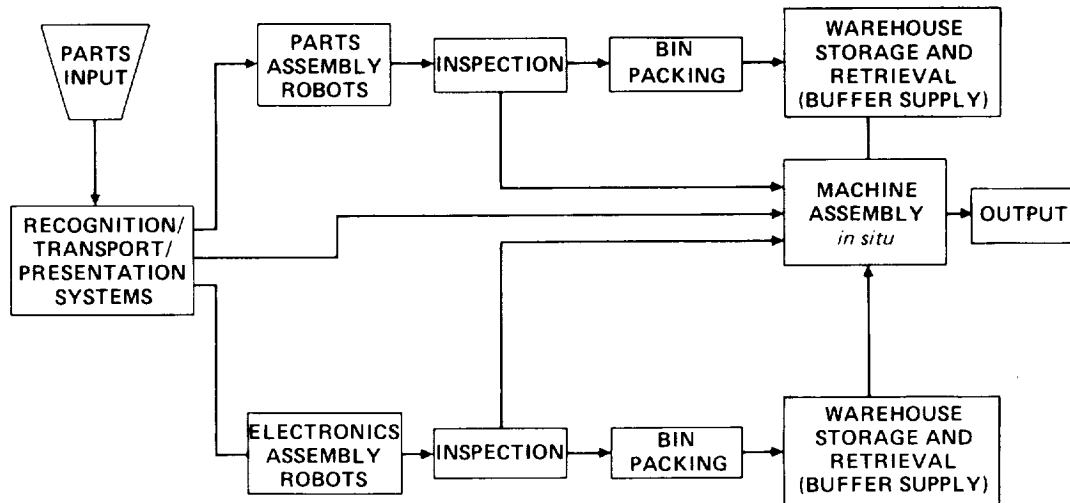 PARTS
INPUT
PARTS
ASSEMBLY
ROBOTS
INSPECTION
BIN
PACKING
WAREHOUSE
STORAGE AND
RETRIEVAL
(BUFFER SUPPLY)
RECOGNITION/
TRANSPORT/
PRESENTATION
SYSTEMS
MACHINE
ASSEMBLY
in situ
OUTPUT
ELECTRONICS
ASSEMBLY
ROBOTS
INSPECTION
BIN
PACKING
WAREHOUSE
STORAGE AND
RETRIEVAL
(BUFFER SUPPLY)